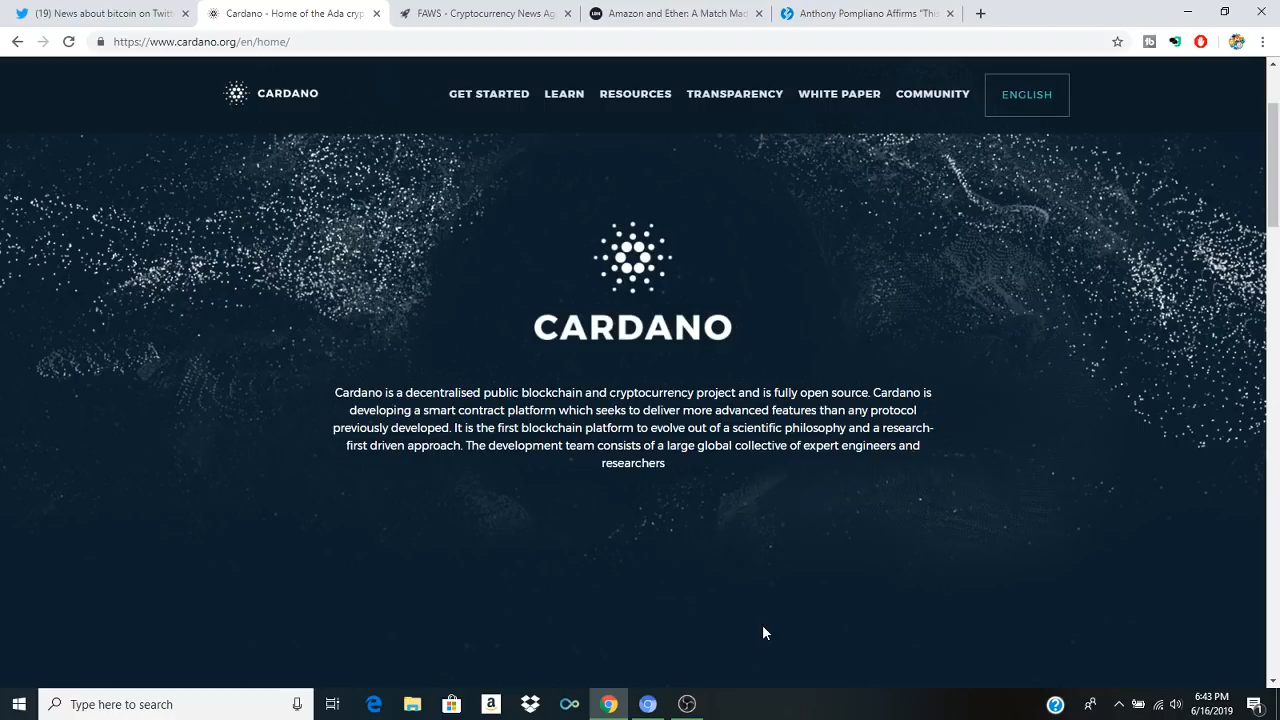 (19) News about bitcoin on Twitt
Cardano - Home of the Ada cryp
FAWS - Cryptocurrency News Ag
LBM
Amazon and Ether: A Match Mad
Anthony Pompliano Affirms "This
https://www.cardano.org/en/home/
CARDANO
GET STARTED
LEARN
RESOURCES
TRANSPARENCY
WHITE PAPER
COMMUNITY
ENGLISH
CARDANO
Cardano is a decentralised public blockchain and cryptocurrency project and is fully open source. Cardano is
developing a smart contract platform which seeks to deliver more advanced features than any protocol
previously developed. It is the first blockchain platform to evolve out of a scientific philosophy and a research-
first driven approach. The development team consists of a large global collective of expert engineers and
researchers
Type here to search
6:43 PM
6/16/2019